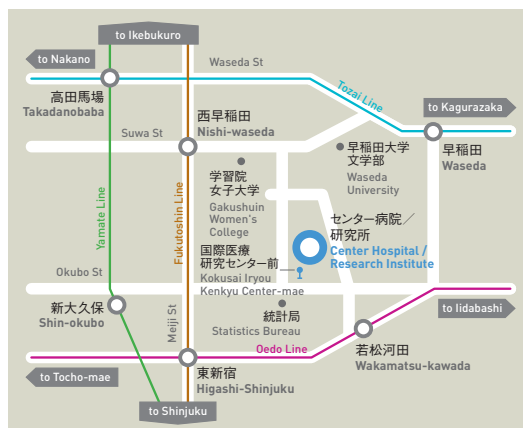 to Ikebukuro
to Nakano
Waseda St
Tozai Line
to Kagurazaka
高田馬場
Takadanobaba
西早稲田
Nishi-waseda
Suwa St
早稲田大学
文学部
Waseda
University
早稲田
Waseda
学習院
女子大学
Gakushuin
Women's
College
Yamate Line
Fukutoshin Line
センター病院／
研究所
Center Hospital /
Research Institute
国際医療
研究センター前
Kokusai Iryou
Kenkyu Center-mae
Okubo St
新大久保
Shin-okubo
Meiji St
統計局
Statistics Bureau
to Iidabashi
Oedo Line
若松河田
Wakamatsu-kawada
to Tocho-mae
東新宿
Higashi-Shinjuku
to Shinjuku